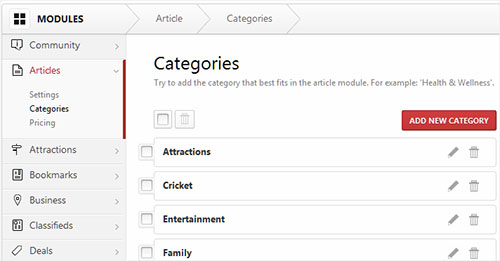 MODULES
Article
Categories
Community
Articles
Settings
Categories
Pricing
Attractions
Bookmarks
Business
Classifieds
Deals
Categories
Try to add the category that best fits in the article module. For example: 'Health & Wellness'.
ADD NEW CATEGORY
Attractions
Cricket
Entertainment
Family